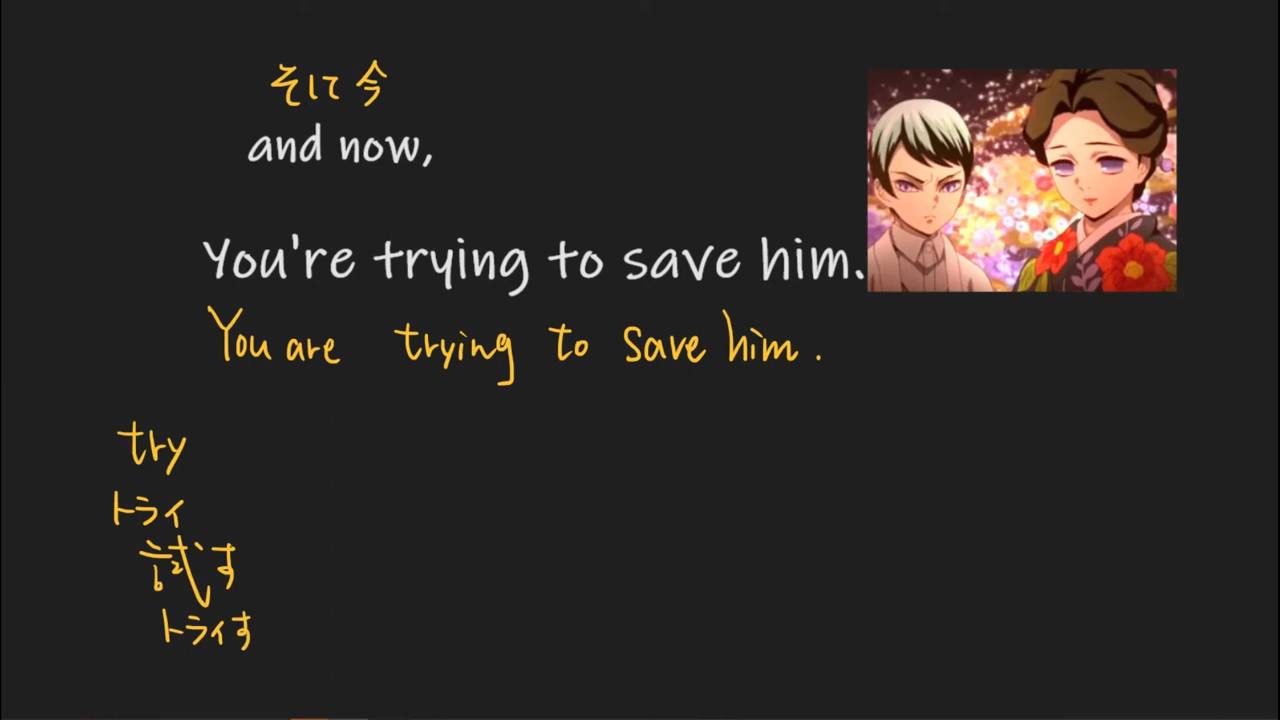 そして今
and now,
You're trying to save him.
You are trying to save him.
try
トライ
試す
トライす